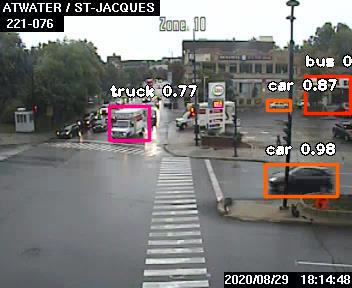 ATWATER / ST-JACQUES
221-076
Zone 10
bus 0
car 0.87
truck 0.77
car 0.98
2020/08/29 18:14:48